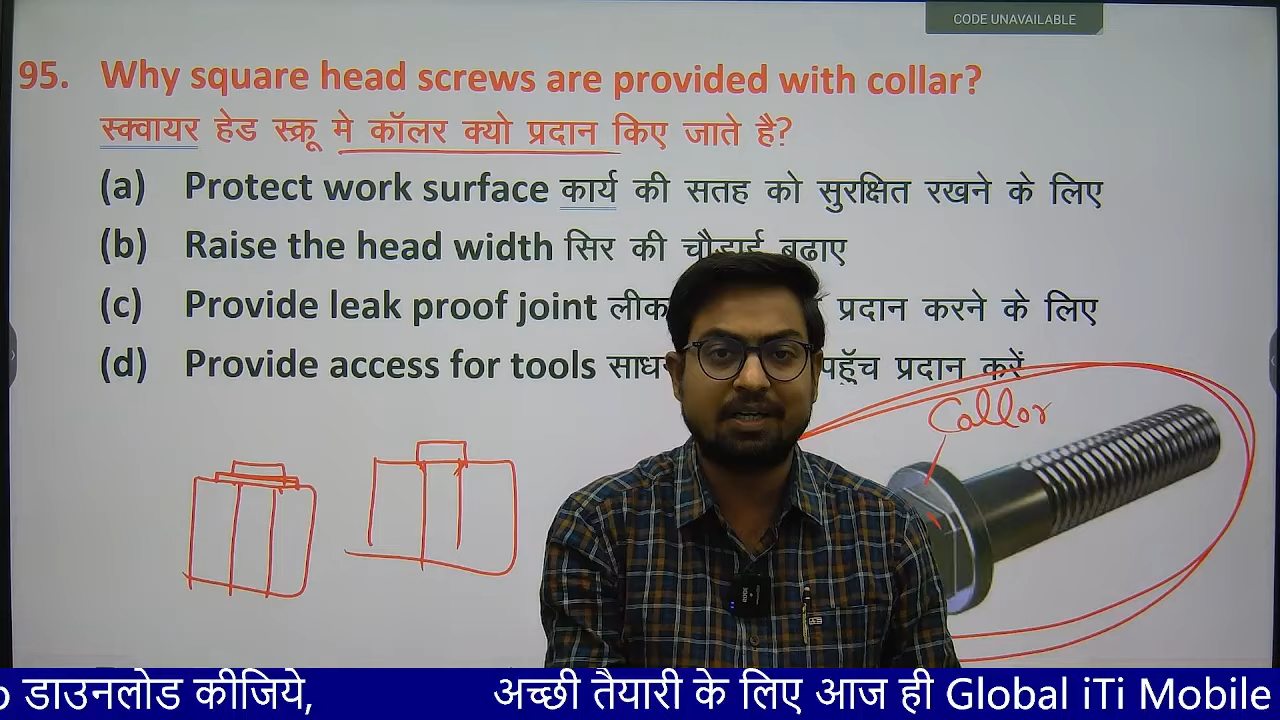 CODE UNAVAILABLE
95. Why square head screws are provided with collar?
स्क्वायर हेड स्क्रू मे कॉलर क्यो प्रदान किए जाते है?
(a) Protect work surface कार्य की सतह को सुरक्षित रखने के लिए
(b) Raise the head width सिर की चौड़ाई बढाए
(c) Provide leak proof joint लीक प्रदान करने के लिए
(d) Provide access for tools पहुँच प्रदान करें
Collar
डाउनलोड कीजिये, अच्छी तैयारी के लिए आज ही Global iTi Mobile